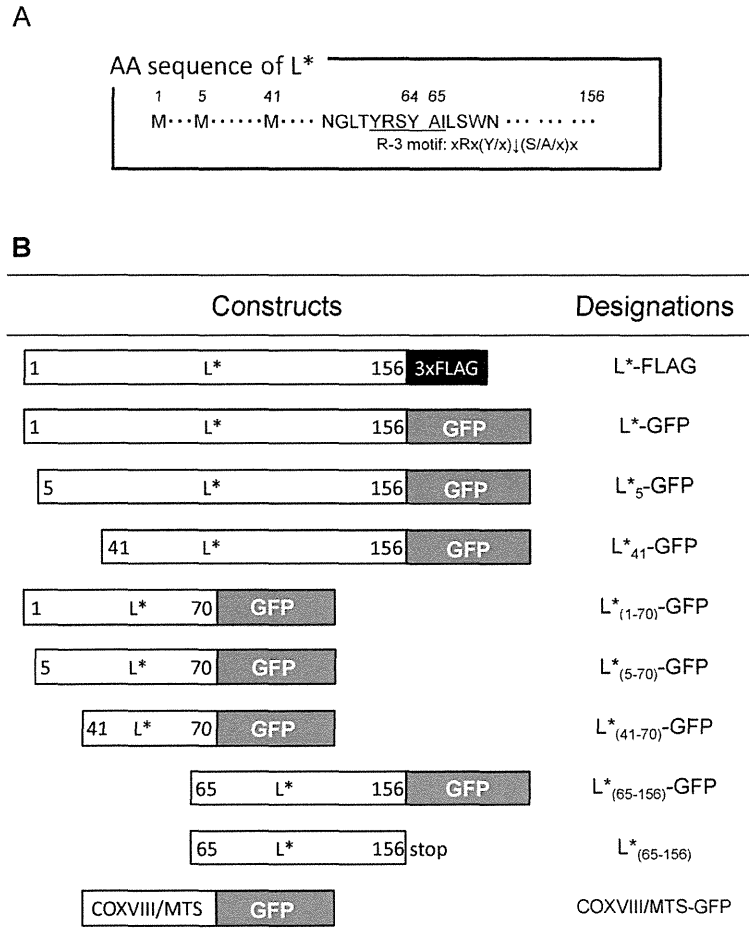 A
AA sequence of L*
1 5 41 64 65 156
M···M······M···· NGLTYRSY AILSWN ··· ··· ···
R-3 motif: xRx(Y/x)↓(S/A/x)x
B
Constructs Designations
1 L* 156 3xFLAG L*-FLAG
1 L* 156 GFP L*-GFP
5 L* 156 GFP L*₅-GFP
41 L* 156 GFP L*₄₁-GFP
1 L* 70 GFP L*₍₁₋₇₀₎-GFP
5 L* 70 GFP L*₍₅₋₇₀₎-GFP
41 L* 70 GFP L*₍₄₁₋₇₀₎-GFP
65 L* 156 GFP L*₍₆₅₋₁₅₆₎-GFP
65 L* 156 stop L*₍₆₅₋₁₅₆₎
COXVIII/MTS GFP COXVIII/MTS-GFP